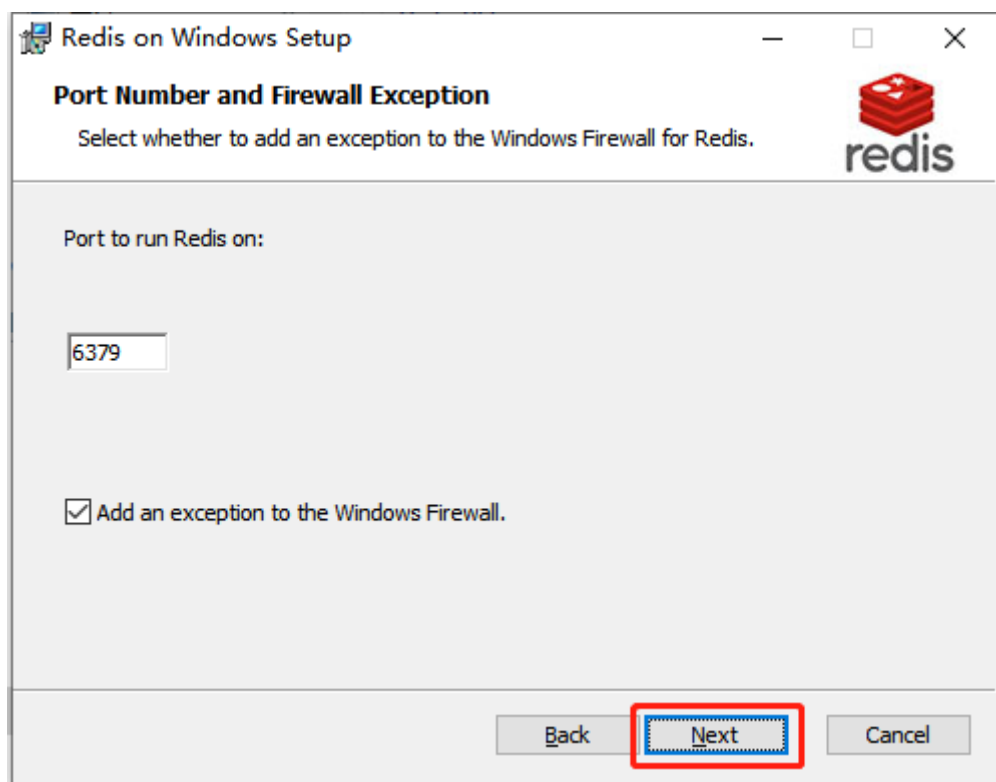 Redis on Windows Setup
Port Number and Firewall Exception
Select whether to add an exception to the Windows Firewall for Redis.
redis
Port to run Redis on:
6379
Add an exception to the Windows Firewall.
Back
Next
Cancel